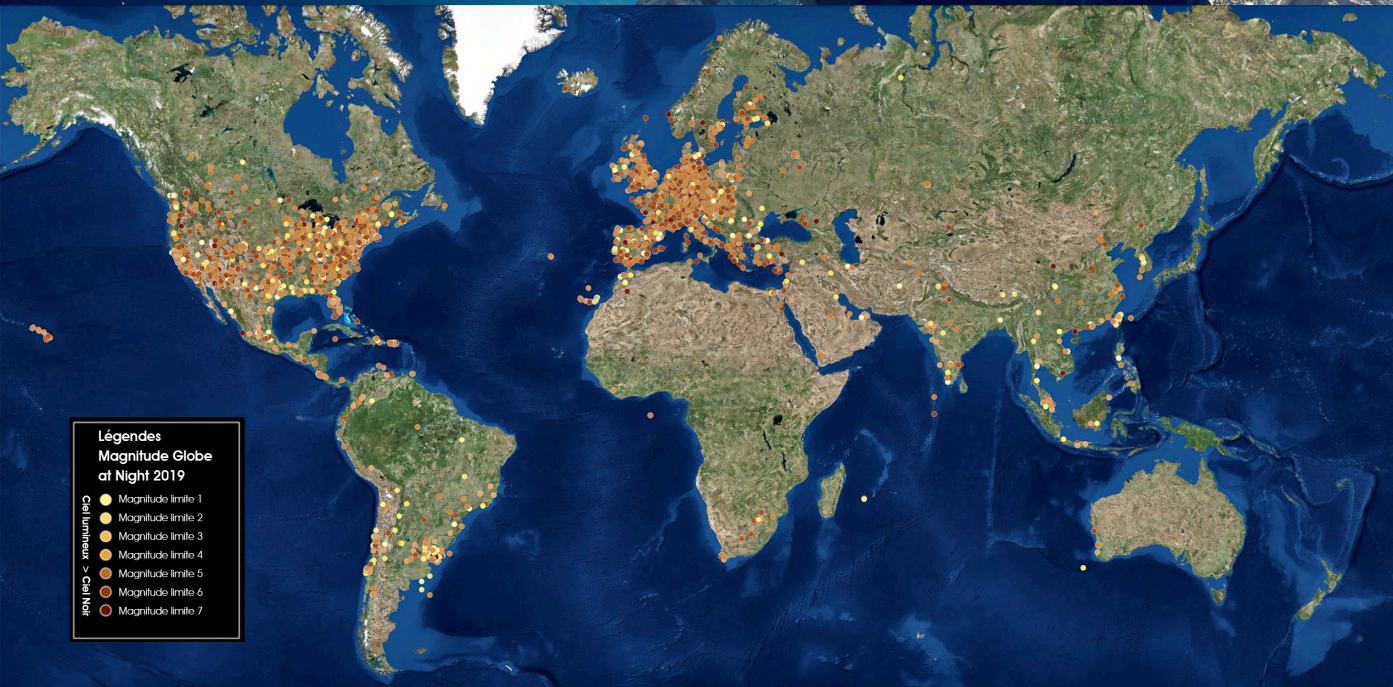 Légendes
Magnitude Globe
at Night 2019
Ciel lumineux > Ciel Noir
Magnitude limite 1
Magnitude limite 2
Magnitude limite 3
Magnitude limite 4
Magnitude limite 5
Magnitude limite 6
Magnitude limite 7